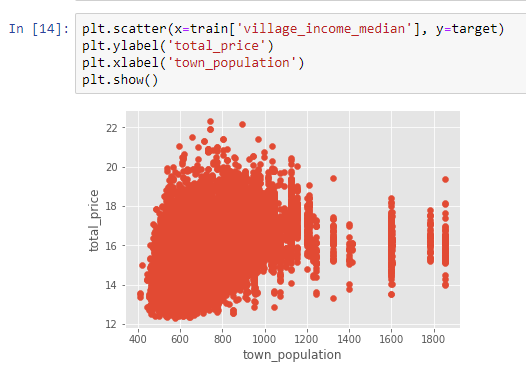 In [14]: plt.scatter(x=train['village_income_median'], y=target)
plt.ylabel('total_price')
plt.xlabel('town_population')
plt.show()
22
20
18
16
14
12
total_price
400 600 800 1000 1200 1400 1600 1800
town_population